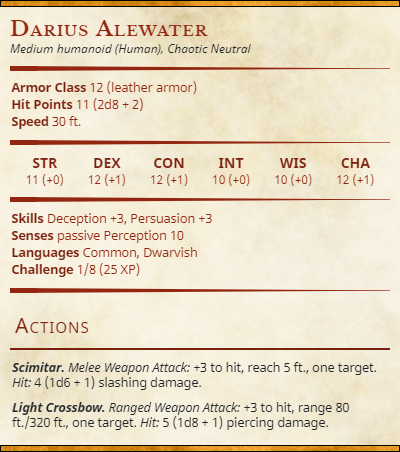 Darius Alewater
Medium humanoid (Human), Chaotic Neutral
Armor Class 12 (leather armor)
Hit Points 11 (2d8 + 2)
Speed 30 ft.
STR DEX CON INT WIS CHA
11 (+0) 12 (+1) 12 (+1) 10 (+0) 10 (+0) 12 (+1)
Skills Deception +3, Persuasion +3
Senses passive Perception 10
Languages Common, Dwarvish
Challenge 1/8 (25 XP)
Actions
Scimitar. Melee Weapon Attack: +3 to hit, reach 5 ft., one target.
Hit: 4 (1d6 + 1) slashing damage.
Light Crossbow. Ranged Weapon Attack: +3 to hit, range 80
ft./320 ft., one target. Hit: 5 (1d8 + 1) piercing damage.